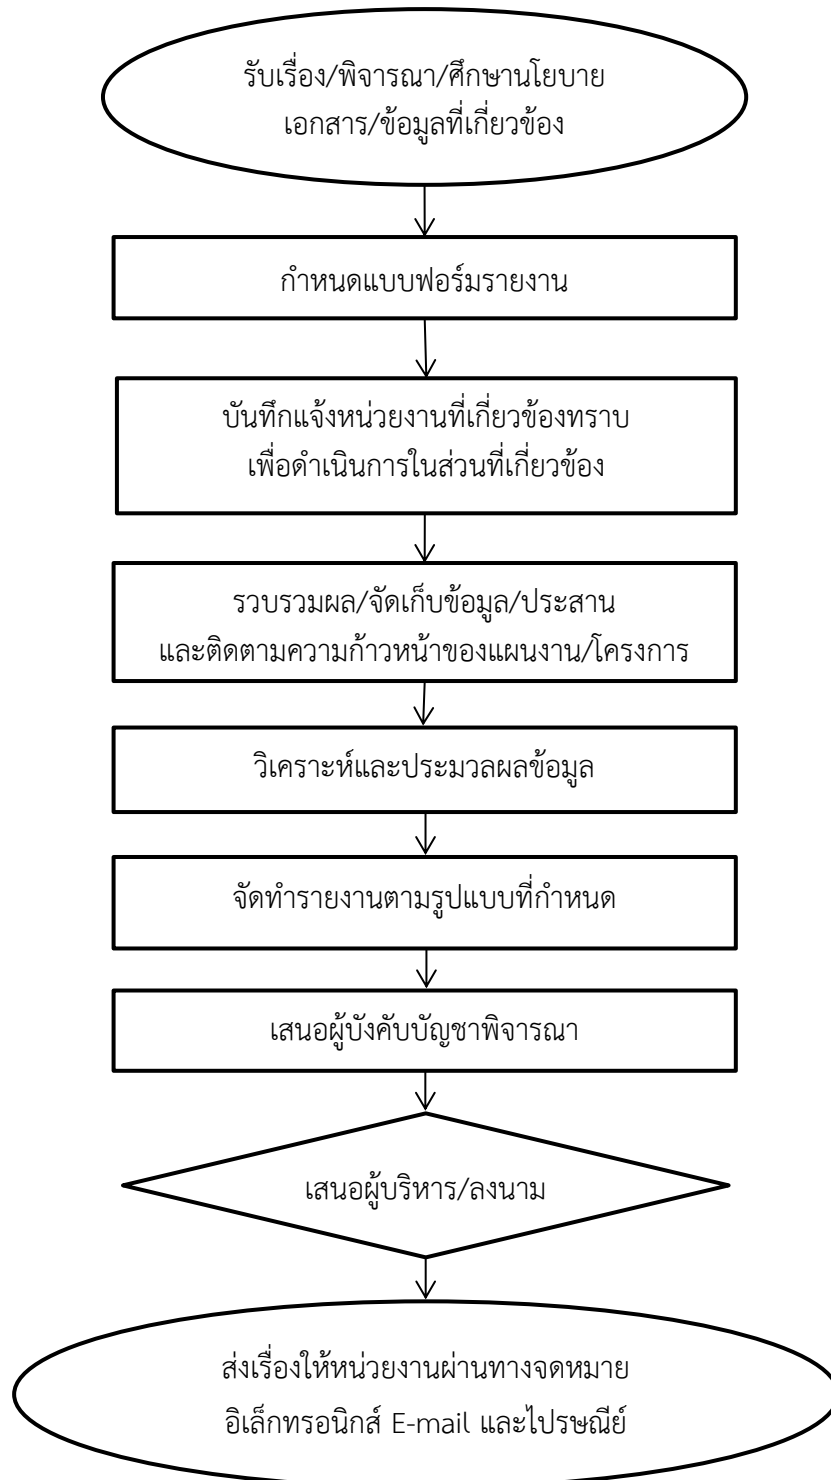 รับเรื่อง/พิจารณา/ศึกษานโยบาย
เอกสาร/ข้อมูลที่เกี่ยวข้อง
กำหนดแบบฟอร์มรายงาน
บันทึกแจ้งหน่วยงานที่เกี่ยวข้องทราบ
เพื่อดำเนินการในส่วนที่เกี่ยวข้อง
รวบรวมผล/จัดเก็บข้อมูล/ประสาน
และติดตามความก้าวหน้าของแผนงาน/โครงการ
วิเคราะห์และประมวลผลข้อมูล
จัดทำรายงานตามรูปแบบที่กำหนด
เสนอผู้บังคับบัญชาพิจารณา
เสนอผู้บริหาร/ลงนาม
ส่งเรื่องให้หน่วยงานผ่านทางจดหมาย
อิเล็กทรอนิกส์ E-mail และไปรษณีย์